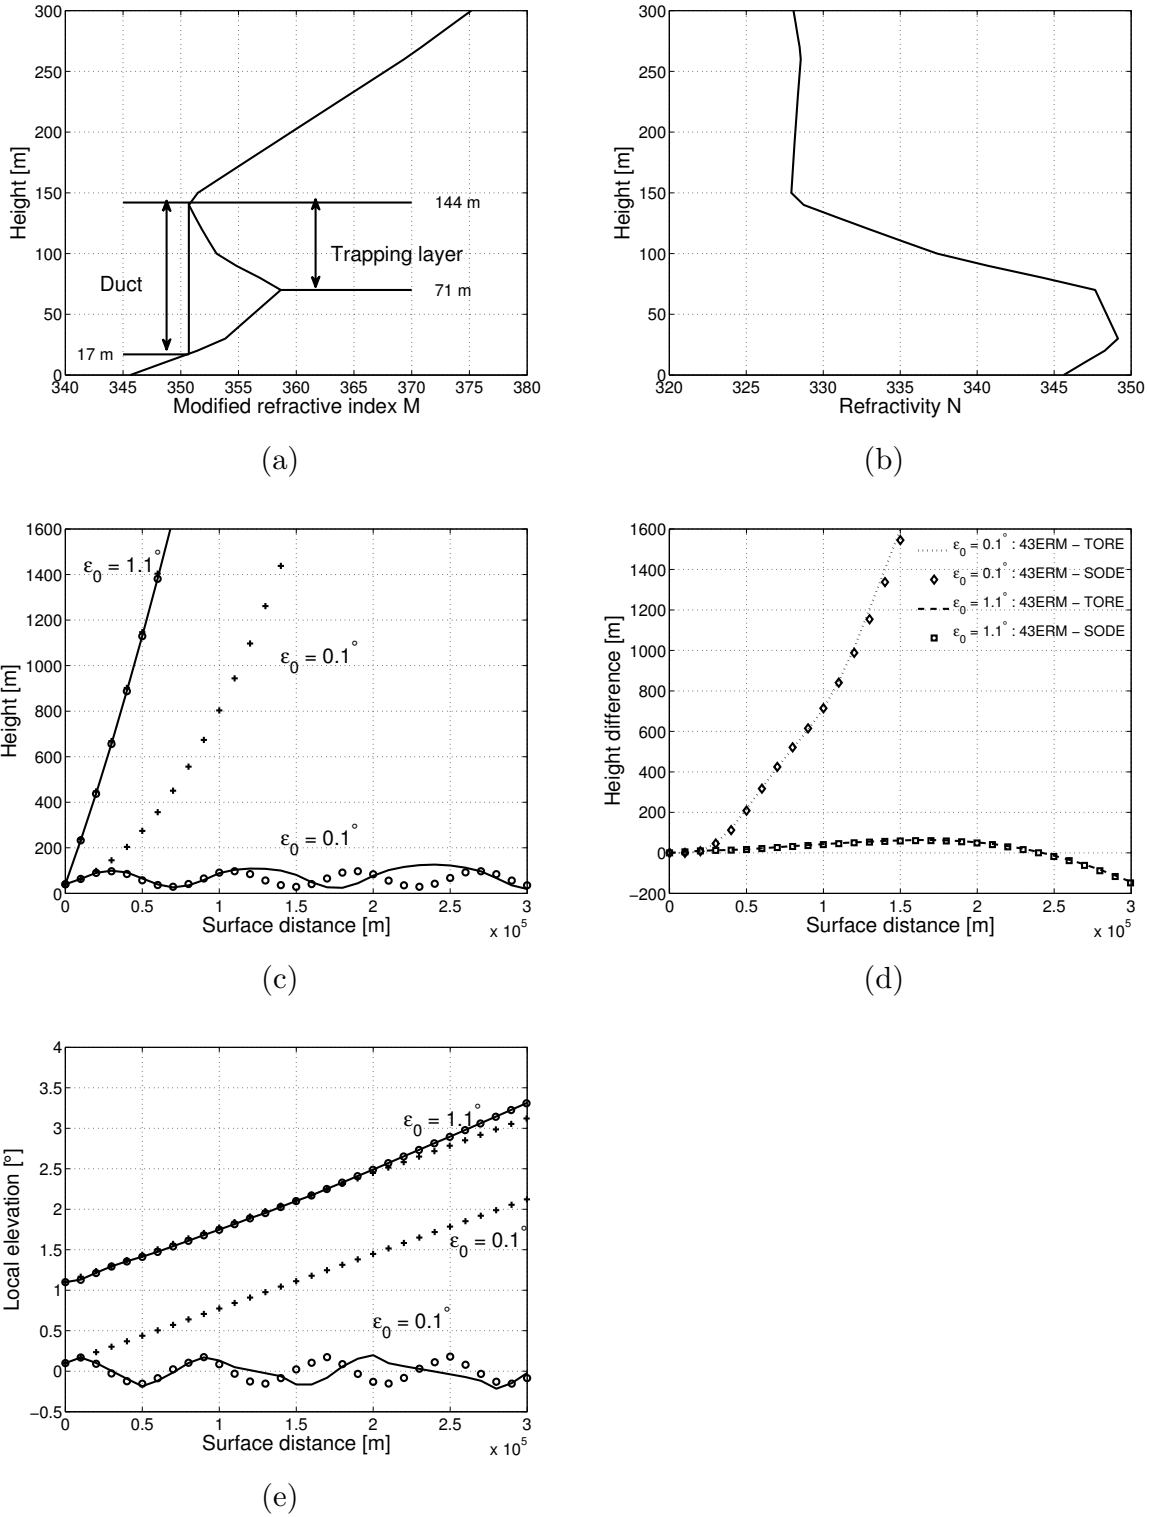 300
250
200
150
100
50
0
Height [m]
144 m
Trapping layer
Duct
71 m
17 m
340 345 350 355 360 365 370 375 380
Modified refractive index M
(a)
300
250
200
150
100
50
0
Height [m]
320 325 330 335 340 345 350
Refractivity N
(b)
1600
1400
1200
1000
800
600
400
200
0
Height [m]
ε₀ = 1.1°
ε₀ = 0.1°
ε₀ = 0.1°
0 0.5 1 1.5 2 2.5 3
Surface distance [m]
x 10⁵
(c)
1600
1400
1200
1000
800
600
400
200
0
−200
Height difference [m]
ε₀ = 0.1° : 43ERM − TORE
ε₀ = 0.1° : 43ERM − SODE
ε₀ = 1.1° : 43ERM − TORE
ε₀ = 1.1° : 43ERM − SODE
0 0.5 1 1.5 2 2.5 3
Surface distance [m]
x 10⁵
(d)
4
3.5
3
2.5
2
1.5
1
0.5
0
−0.5
Local elevation [°]
ε₀ = 1.1°
ε₀ = 0.1°
ε₀ = 0.1°
0 0.5 1 1.5 2 2.5 3
Surface distance [m]
x 10⁵
(e)